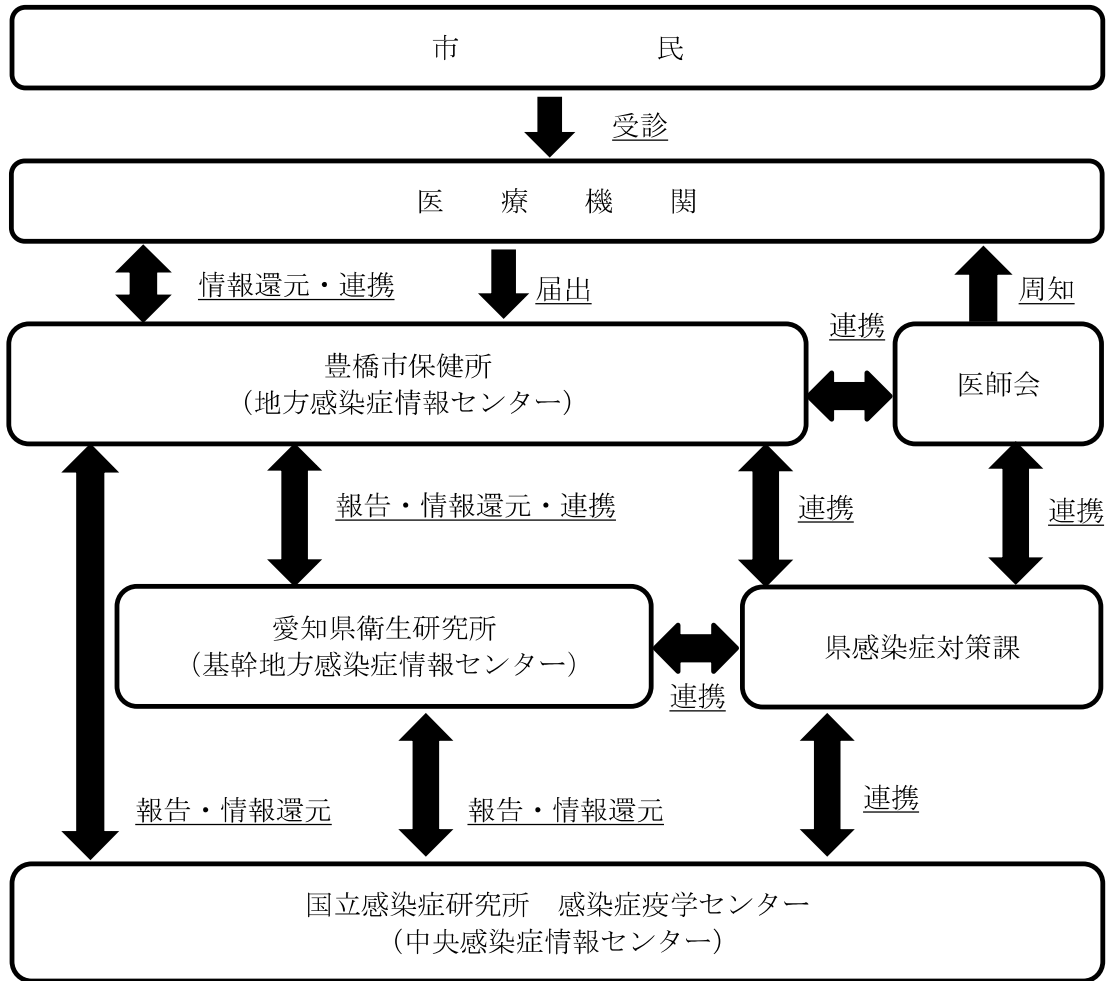 市　民
受診
医　療　機　関
情報還元・連携
届出
周知
連携
豊橋市保健所
（地方感染症情報センター）
医師会
報告・情報還元・連携
連携
連携
愛知県衛生研究所
（基幹地方感染症情報センター）
県感染症対策課
連携
報告・情報還元
報告・情報還元
連携
国立感染症研究所　感染症疫学センター
（中央感染症情報センター）